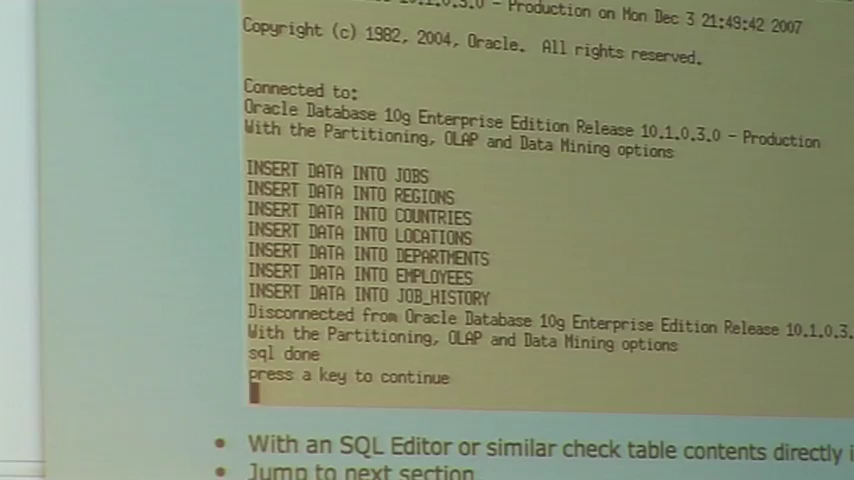 10.1.0.3.0 - Production on Mon Dec 3 21:49:42 2007
Copyright (c) 1982, 2004, Oracle. All rights reserved.
Connected to:
Oracle Database 10g Enterprise Edition Release 10.1.0.3.0 - Production
With the Partitioning, OLAP and Data Mining options
INSERT DATA INTO JOBS
INSERT DATA INTO REGIONS
INSERT DATA INTO COUNTRIES
INSERT DATA INTO LOCATIONS
INSERT DATA INTO DEPARTMENTS
INSERT DATA INTO EMPLOYEES
INSERT DATA INTO JOB_HISTORY
Disconnected from Oracle Database 10g Enterprise Edition Release 10.1.0.3.
With the Partitioning, OLAP and Data Mining options
sql done
press a key to continue
• With an SQL Editor or similar check table contents directly
• Jump to next section